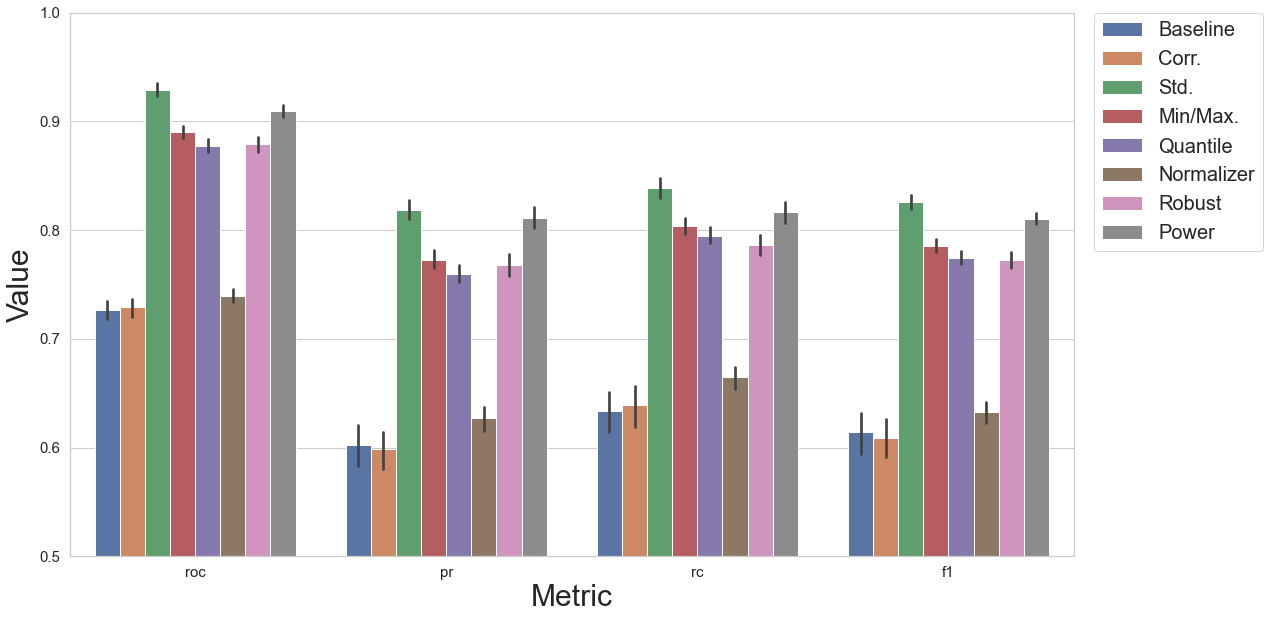 1.0
0.9
0.8
0.7
0.6
0.5
Value
roc
pr
rc
f1
Metric
Baseline
Corr.
Std.
Min/Max.
Quantile
Normalizer
Robust
Power